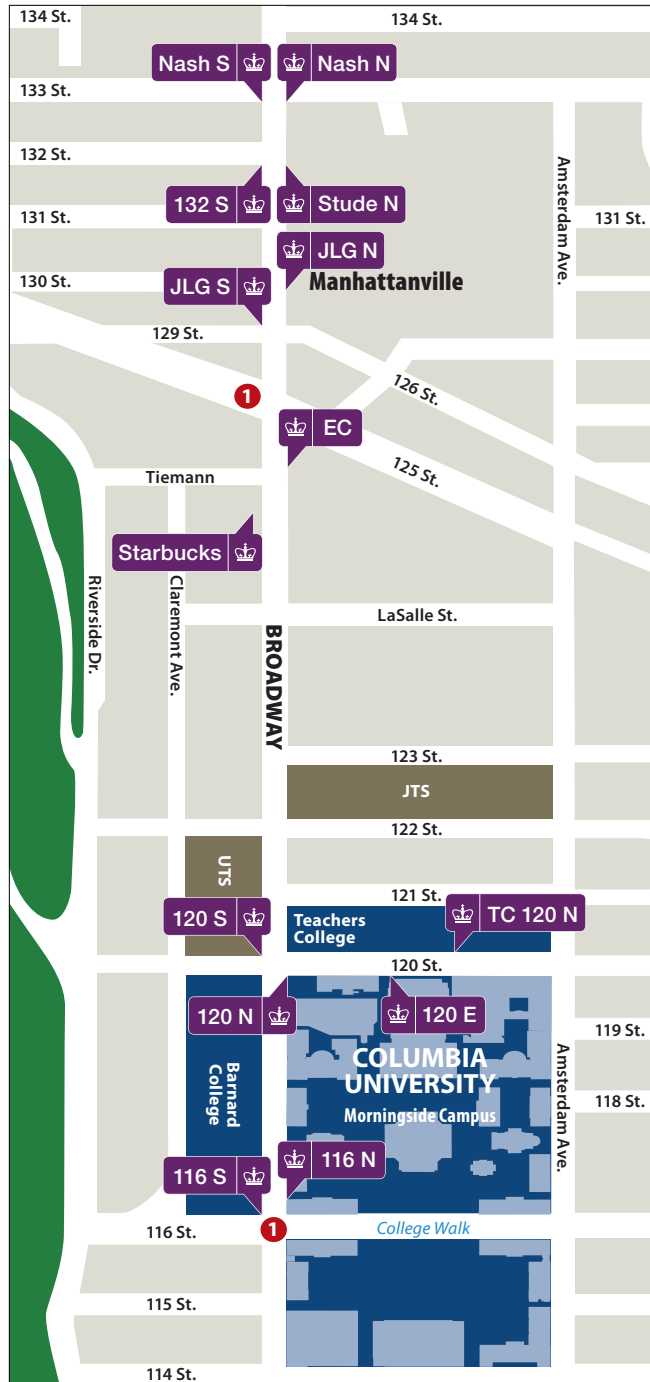 134 St.
134 St.
Nash S
Nash N
133 St.
132 St.
Amsterdam Ave.
132 S
Stude N
131 St.
131 St.
JLG N
130 St.
JLG S
Manhattanville
129 St.
126 St.
1
EC
125 St.
Tiemann
Starbucks
Riverside Dr.
Claremont Ave.
LaSalle St.
BROADWAY
123 St.
JTS
122 St.
UTS
121 St.
120 S
Teachers
College
TC 120 N
120 St.
120 N
120 E
119 St.
Barnard
College
COLUMBIA
UNIVERSITY
Morningside Campus
Amsterdam Ave.
118 St.
116 S
116 N
116 St.
1
College Walk
115 St.
114 St.